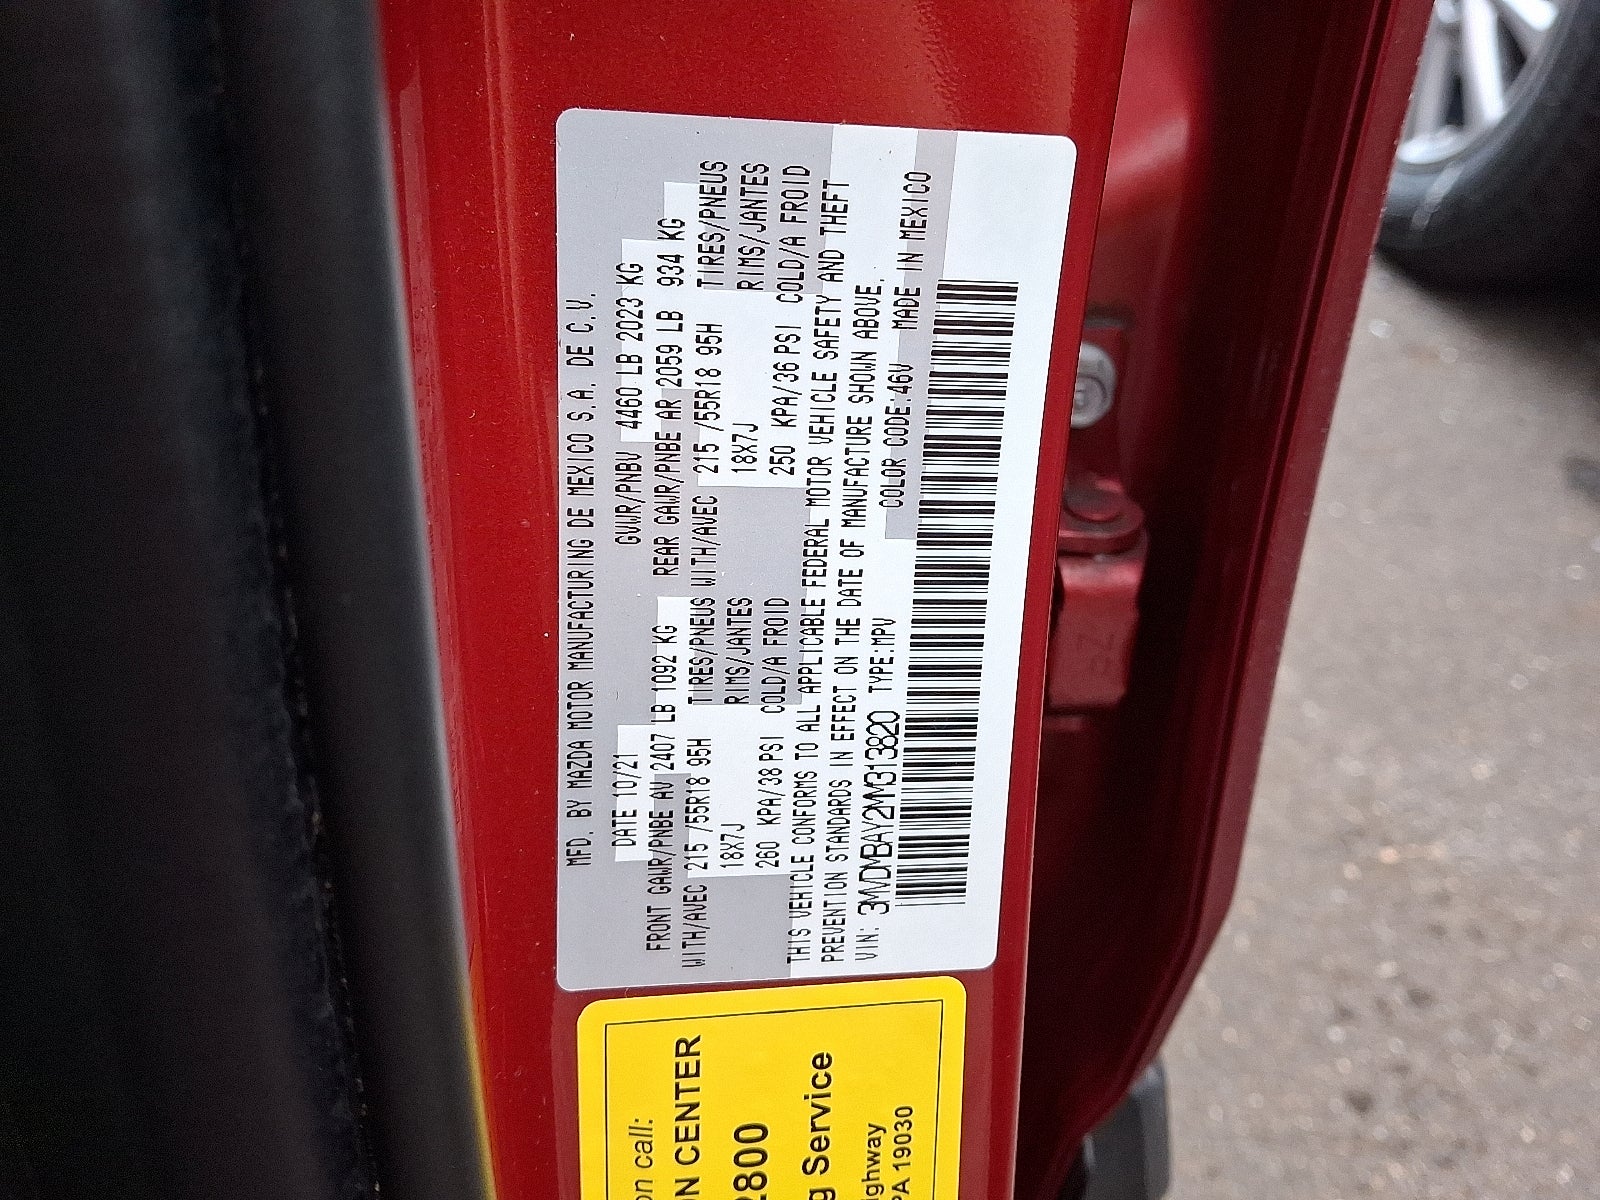 MFD. BY MAZDA MOTOR MANUFACTURING DE MEXICO S.A. DE C.V.
DATE 10/21 GVWR/PNBV 4460 LB 2023 KG
FRONT GAWR/PNBE AV 2407 LB 1092 KG REAR GAWR/PNBE AR 2059 LB 934 KG
WITH/AVEC 215 /55R18 95H TIRES/PNEUS WITH/AVEC 215 /55R18 95H TIRES/PNEUS
18X7J RIMS/JANTES 18X7J RIMS/JANTES
260 KPA/38 PSI COLD/A FROID 250 KPA/36 PSI COLD/A FROID
THIS VEHICLE CONFORMS TO ALL APPLICABLE FEDERAL MOTOR VEHICLE SAFETY AND THEFT
PREVENTION STANDARDS IN EFFECT ON THE DATE OF MANUFACTURE SHOWN ABOVE.
VIN: 3MVDMBAY2MM313820 TYPE:MPV COLOR CODE:46V MADE IN MEXICO
on call:
ON CENTER
2800
g Service
ighway
PA 19030